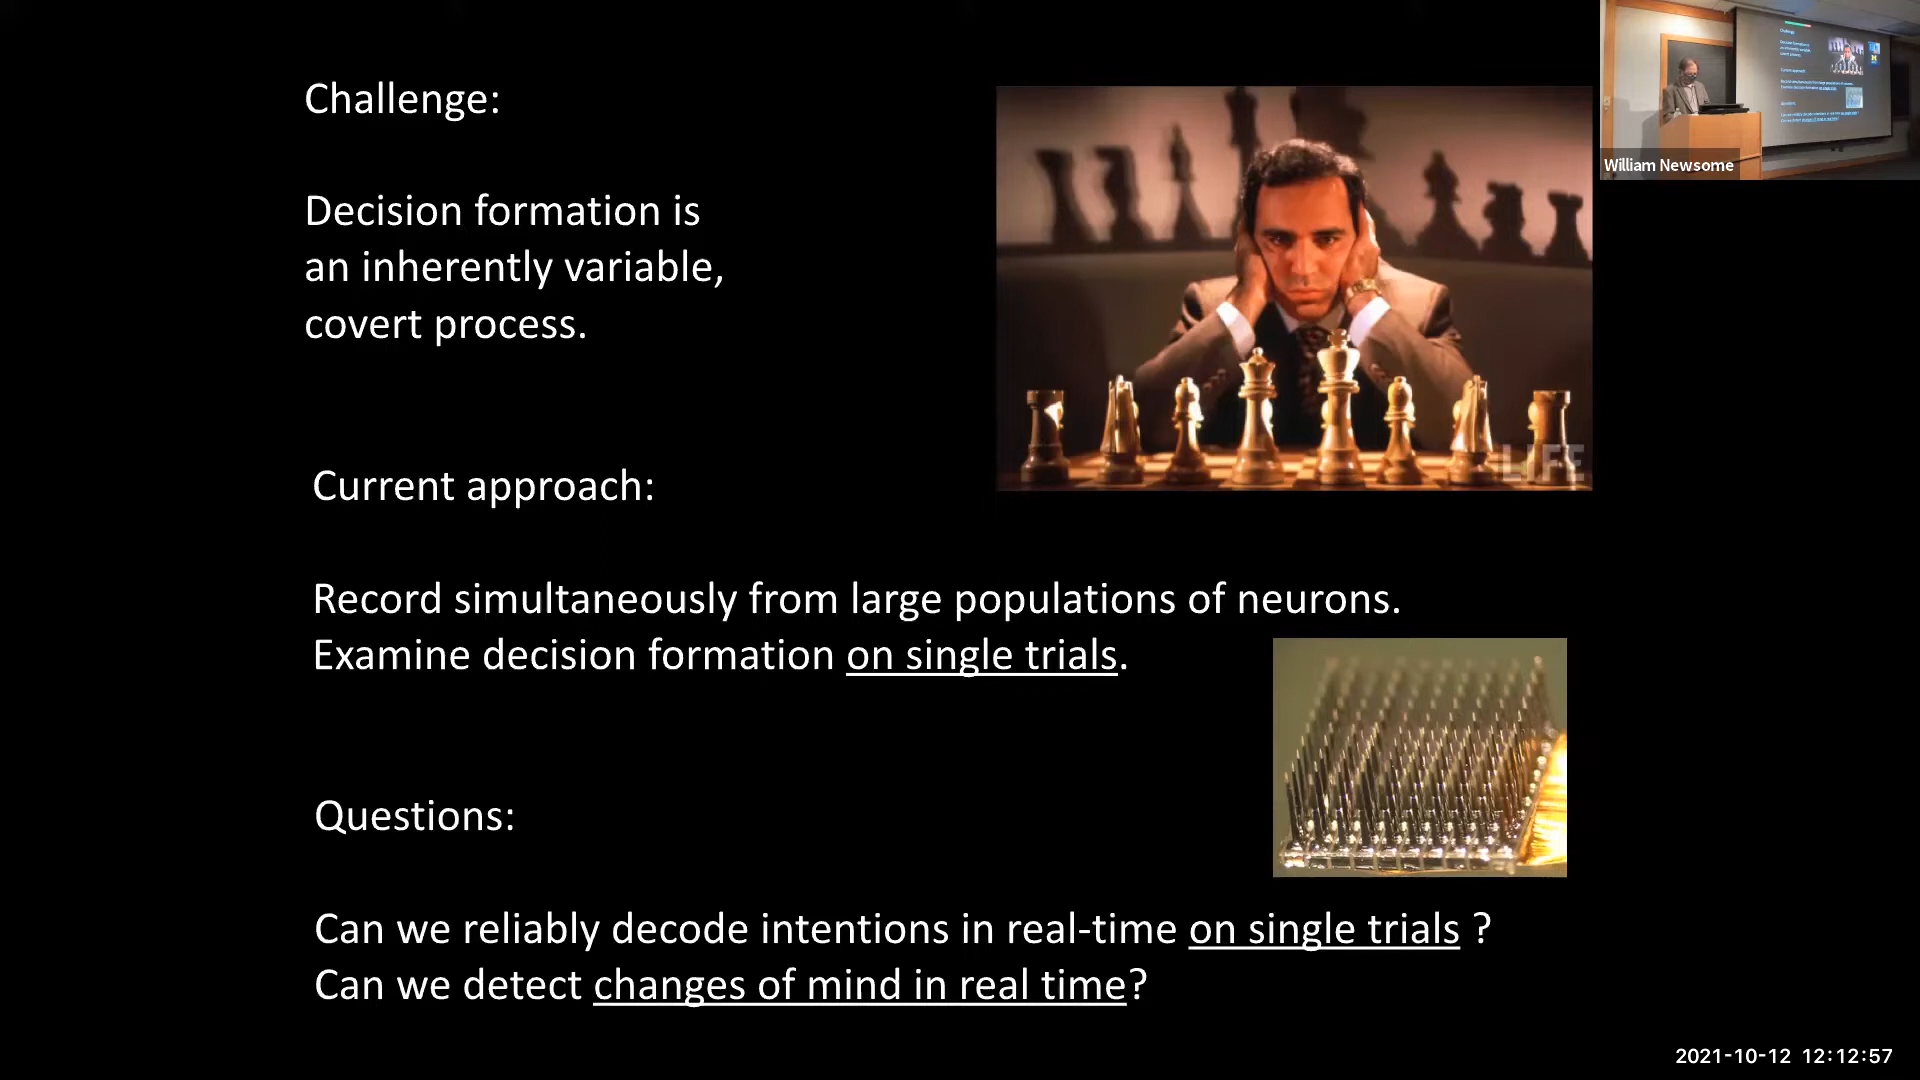 Challenge:
Decision formation is
an inherently variable,
covert process.
LIFE
William Newsome
Current approach:
Record simultaneously from large populations of neurons.
Examine decision formation on single trials.
Questions:
Can we reliably decode intentions in real-time on single trials ?
Can we detect changes of mind in real time?
2021-10-12 12:12:57